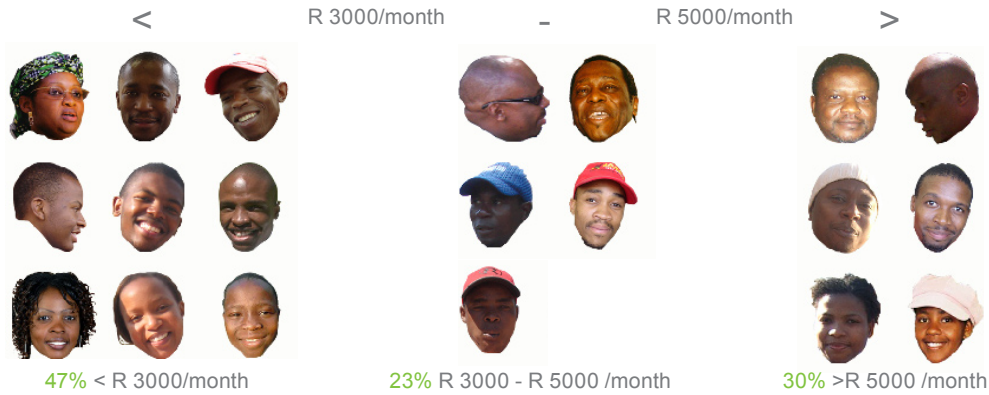 < R 3000/month - R 5000/month >
47% < R 3000/month 23% R 3000 - R 5000 /month 30% >R 5000 /month